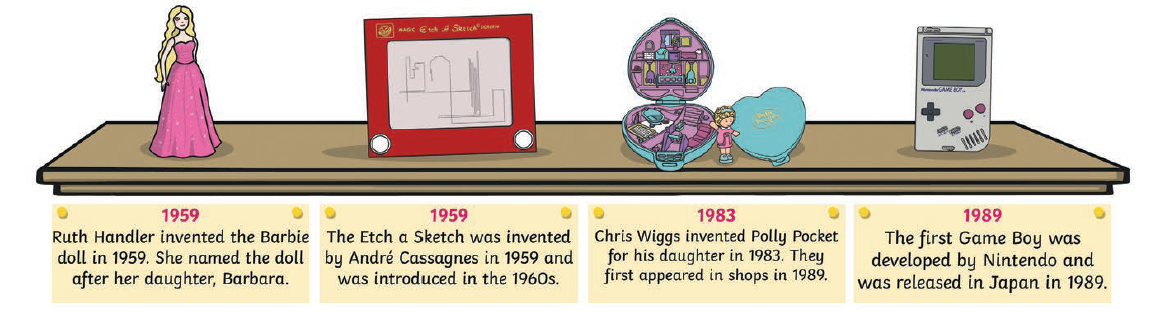 MAGIC Etch A Sketch® SCREEN
Nintendo GAME BOY
1959
Ruth Handler invented the Barbie
doll in 1959. She named the doll
after her daughter, Barbara.
1959
The Etch a Sketch was invented
by André Cassagnes in 1959 and
was introduced in the 1960s.
1983
Chris Wiggs invented Polly Pocket
for his daughter in 1983. They
first appeared in shops in 1989.
1989
The first Game Boy was
developed by Nintendo and
was released in Japan in 1989.